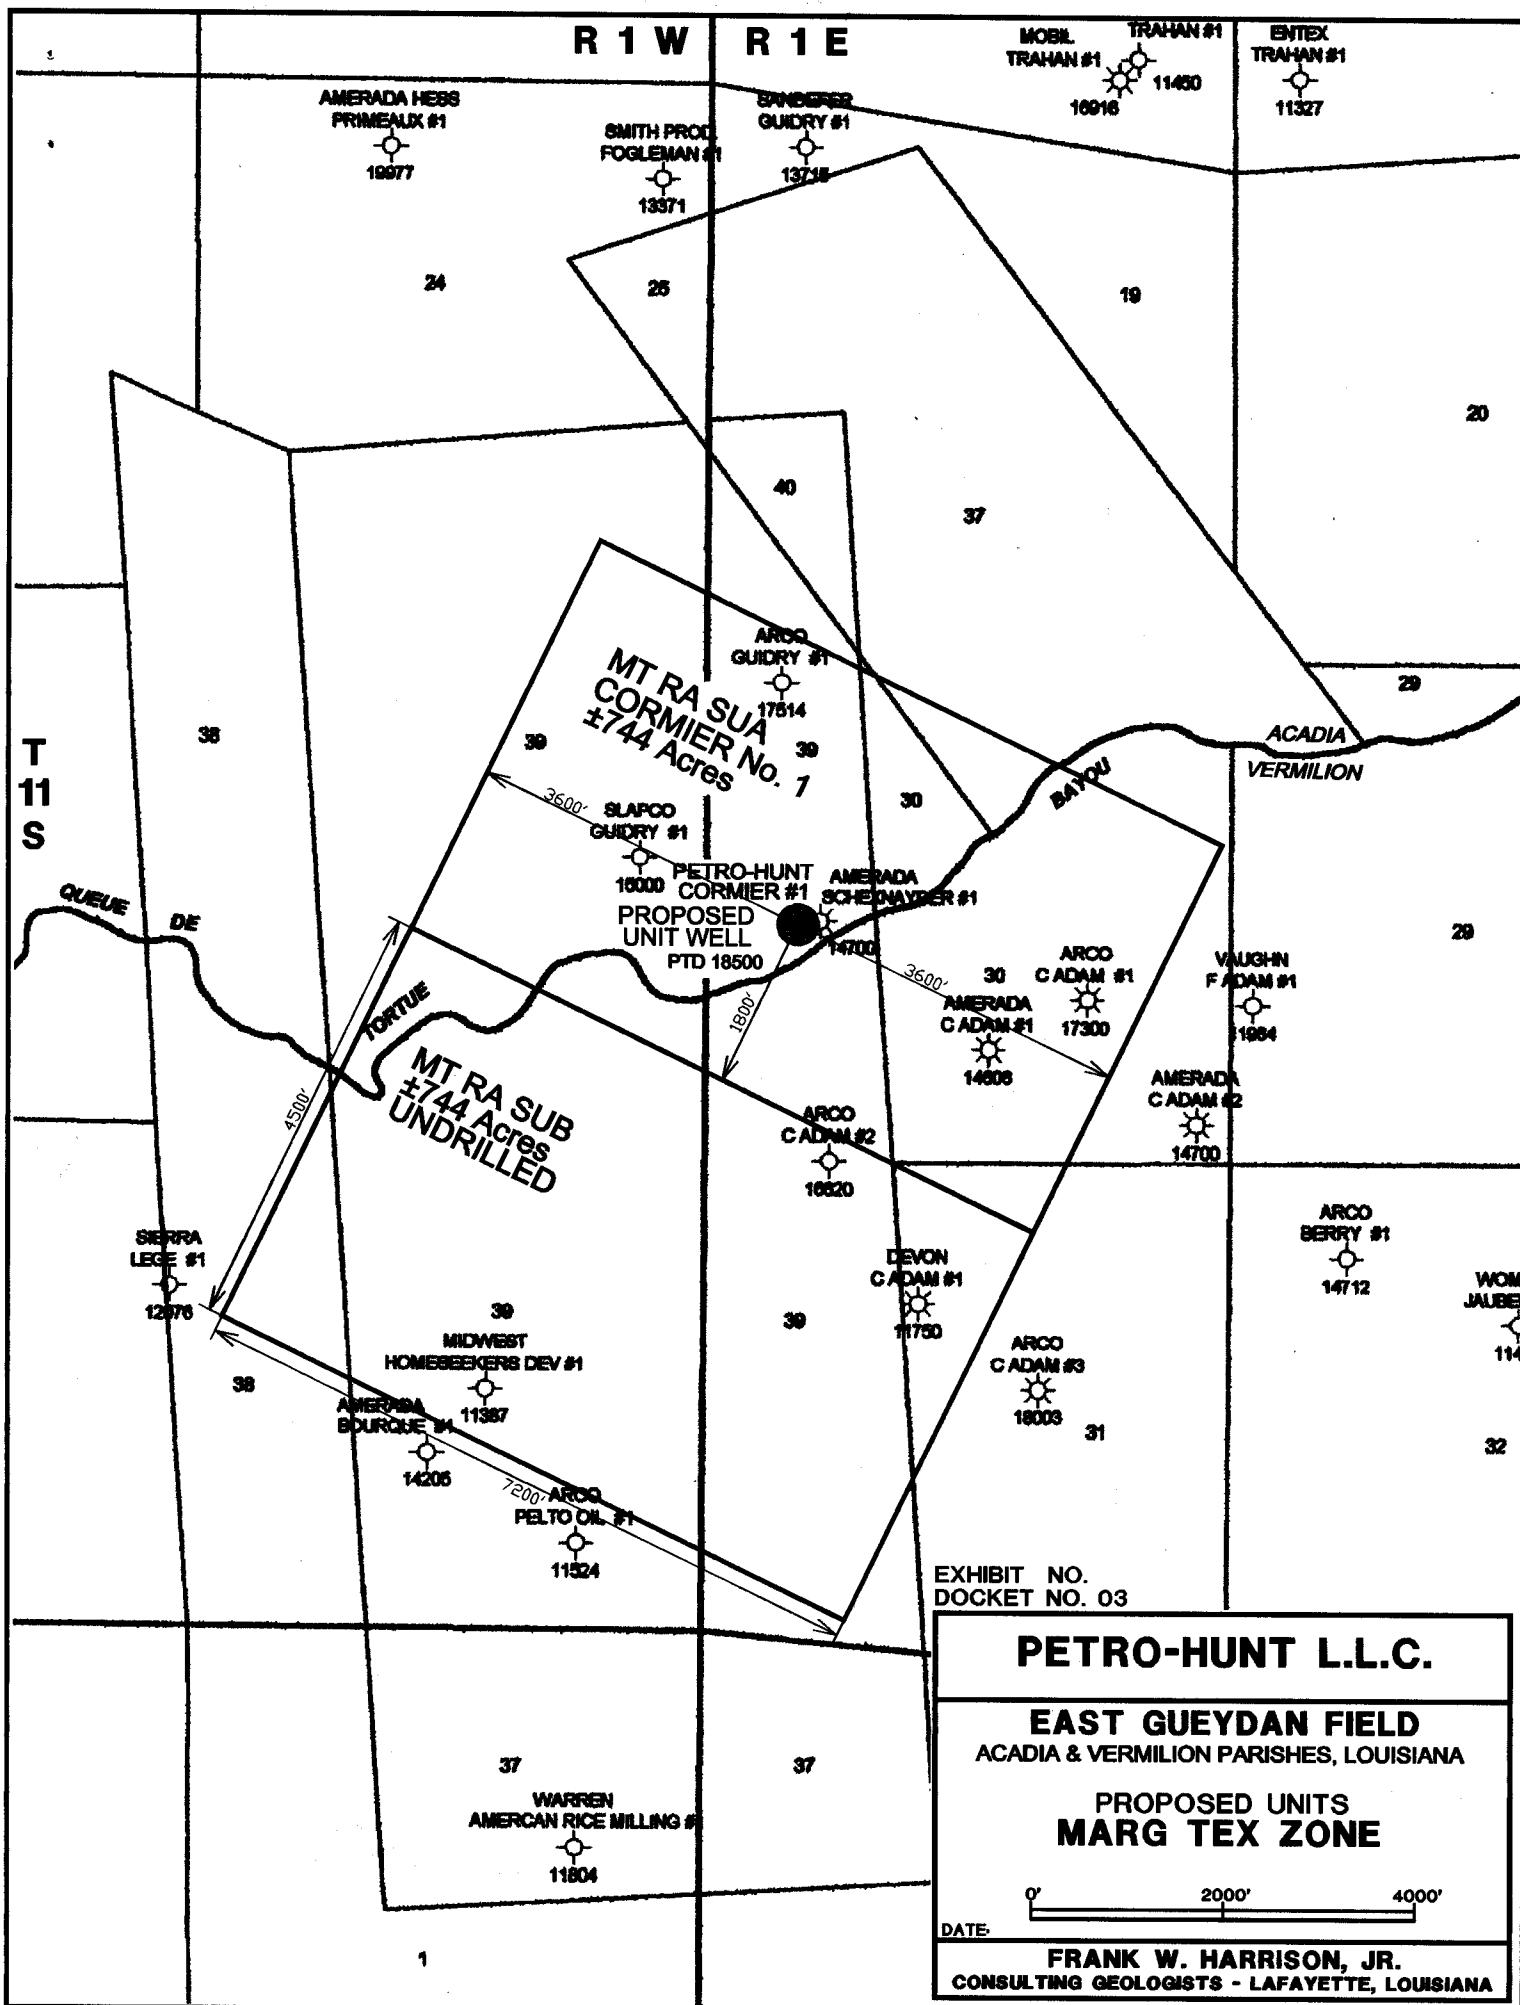 R 1 W R 1 E
MOBIL
TRAHAN #1
16916
TRAHAN #1
11450
ENTEX
TRAHAN #1
11327
AMERADA HESS
PRIMEAUX #1
19977
SMITH PROD.
FOGLEMAN #1
13371
GUIDRY #1
24
25
19
20
40
37
ARCO
GUIDRY #1
17514
MT RA SUA
CORMIER No. 1
±744 Acres
39
39
30
29
ACADIA
VERMILION
BAYOU
T
11
S
3600'
SLAPCO
GUIDRY #1
15000
PETRO-HUNT
CORMIER #1
PROPOSED
UNIT WELL
PTD 18500
AMERADA
SCHEXNAYDER #1
14700
QUEUE DE
TORTUE
3600'
1800'
30
ARCO
C ADAM #1
17300
AMERADA
C ADAM #1
VAUGHN
F ADAM #1
29
4500'
MT RA SUB
±744 Acres
UNDRILLED
AMERADA
C ADAM #2
14700
ARCO
C ADAM #2
SIERRA
LEGE #1
ARCO
BERRY #1
14712
DEVON
C ADAM #1
11750
39
39
38
MIDWEST
HOMESEEKERS DEV #1
11387
AMERADA
BOURQUE #1
14205
ARCO
C ADAM #3
18003
31
32
7200'
ARCO
PELTO OIL #1
11524
37
37
WARREN
AMERCAN RICE MILLING #1
11804
1
EXHIBIT NO.
DOCKET NO. 03
PETRO-HUNT L.L.C.
EAST GUEYDAN FIELD
ACADIA & VERMILION PARISHES, LOUISIANA
PROPOSED UNITS
MARG TEX ZONE
0' 2000' 4000'
DATE:
FRANK W. HARRISON, JR.
CONSULTING GEOLOGISTS - LAFAYETTE, LOUISIANA